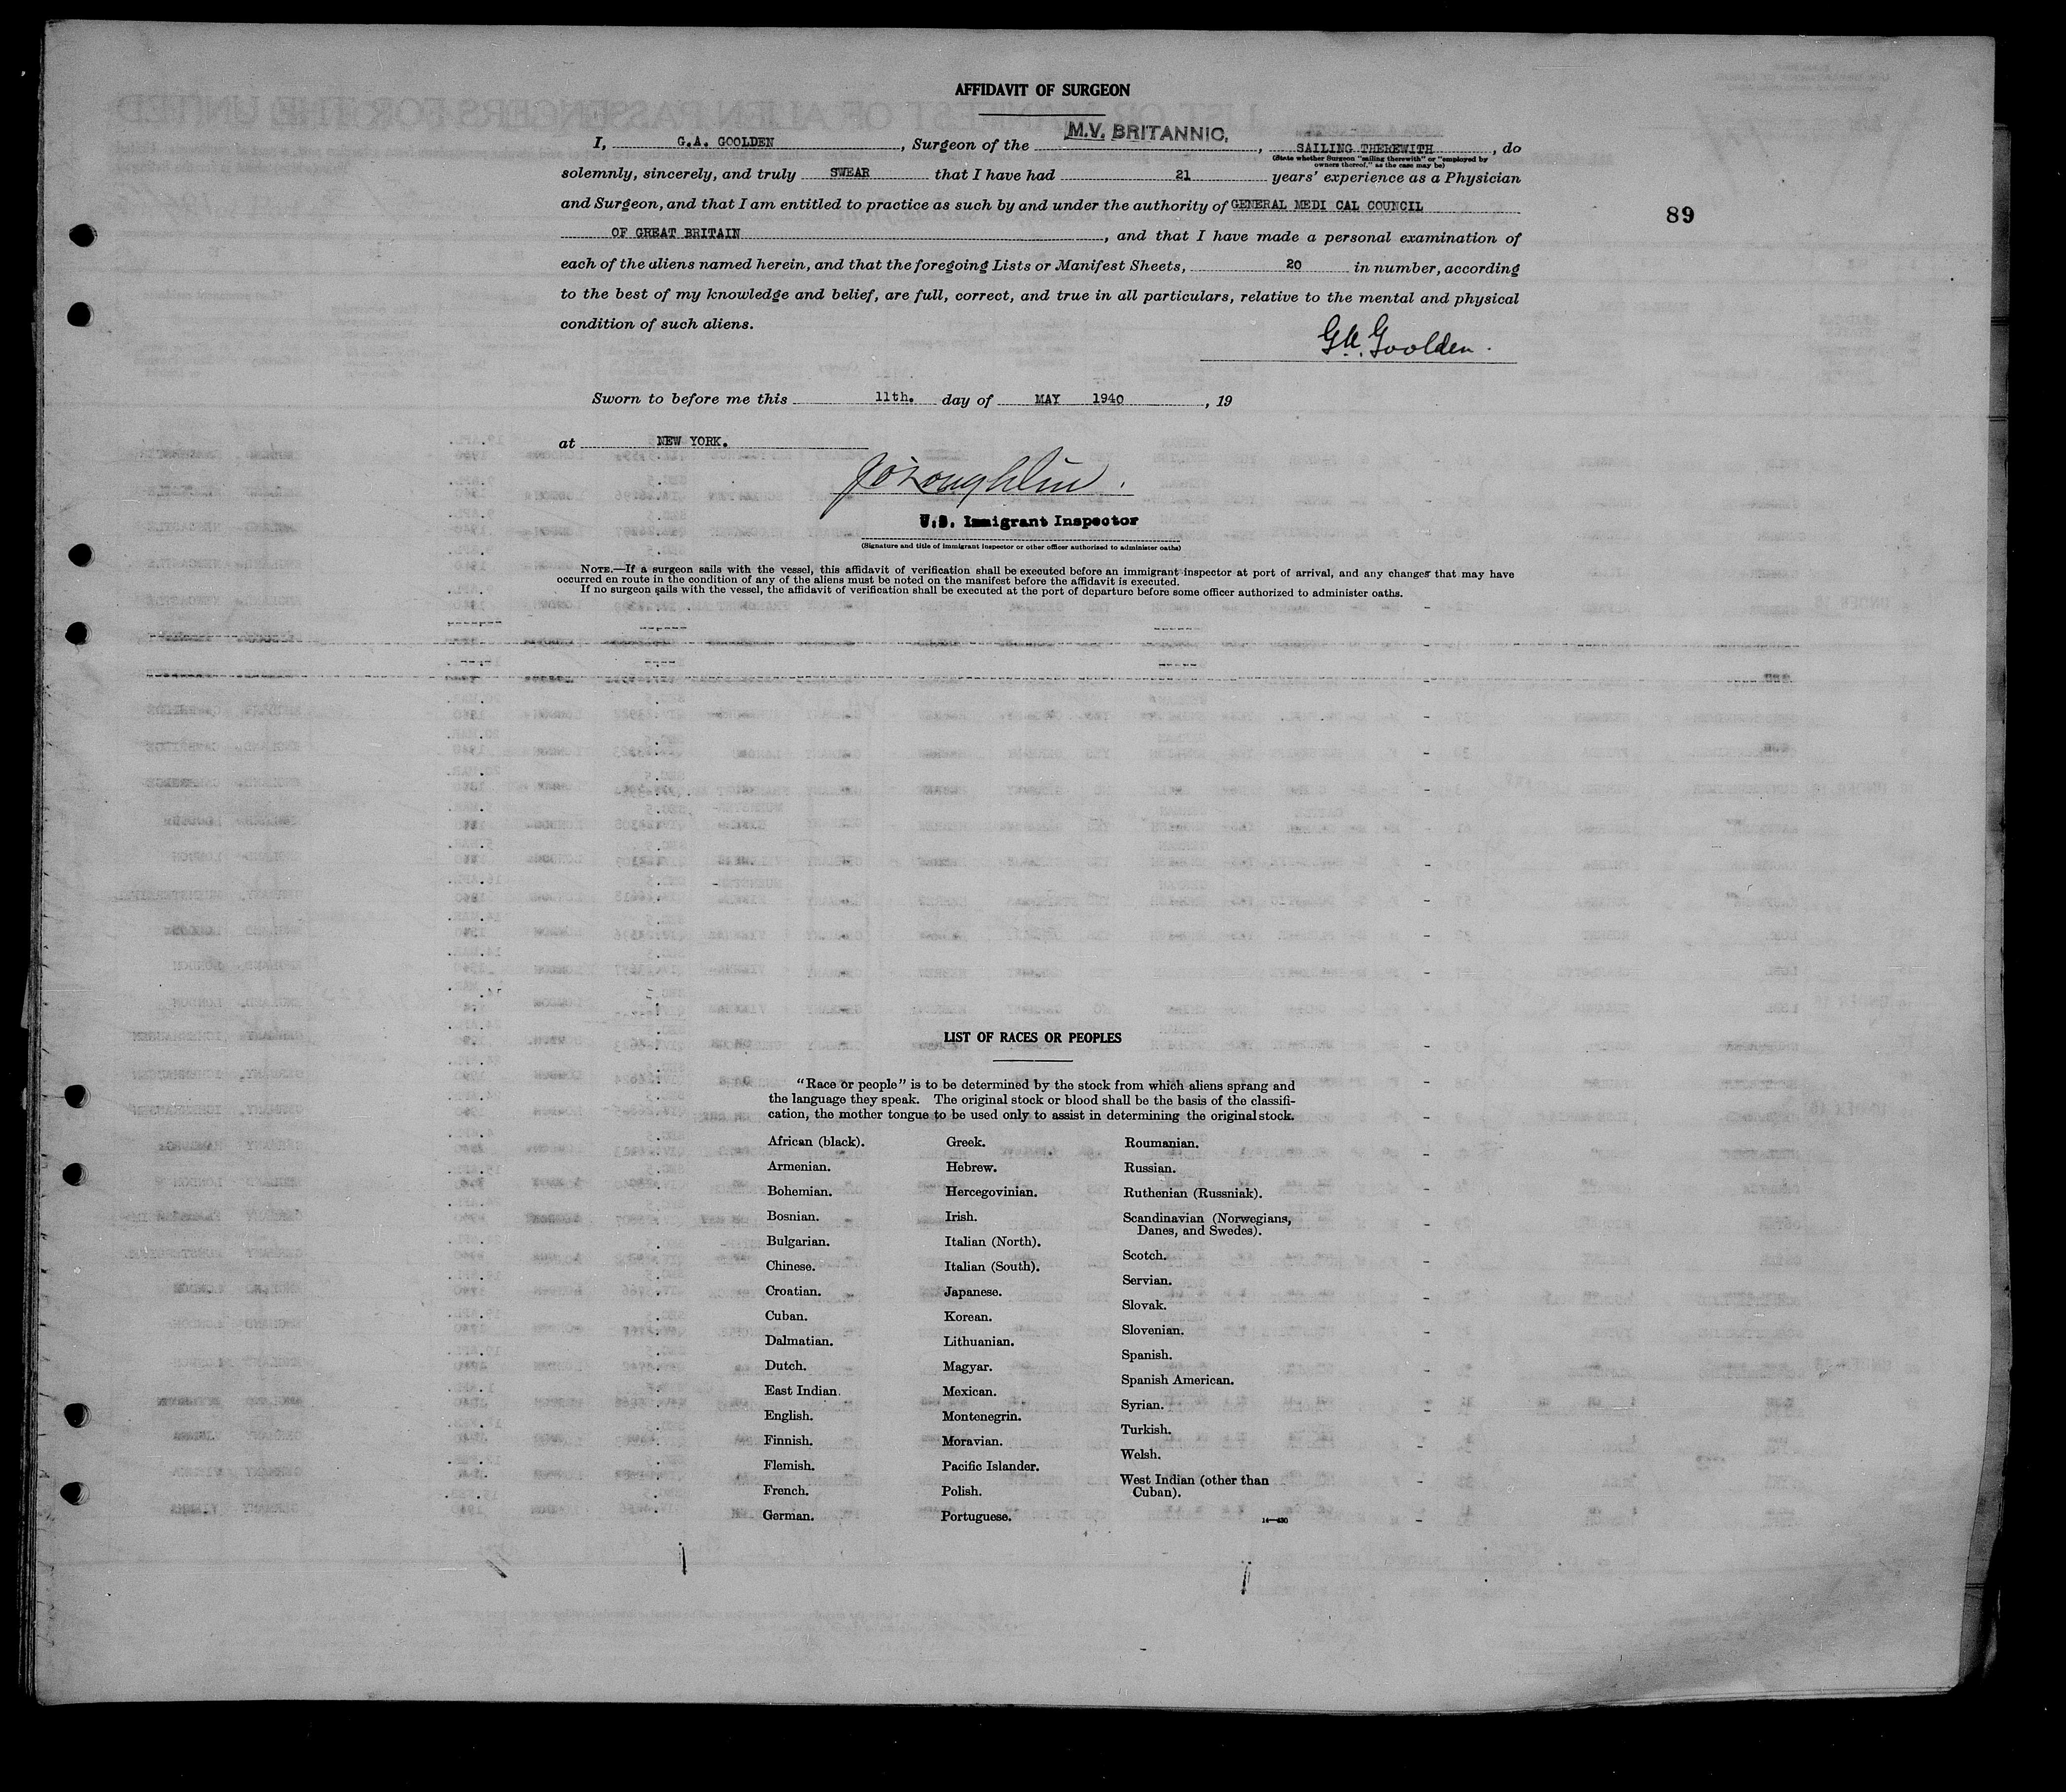 AFFIDAVIT OF SURGEON
I, G.A. GOOLDEN, Surgeon of the M.V. BRITANNIC, SAILING THEREWITH, do
(State whether Surgeon "sailing therewith" or "employed by
owners thereof," as the case may be)
solemnly, sincerely, and truly SWEAR that I have had 21 years' experience as a Physician
and Surgeon, and that I am entitled to practice as such by and under the authority of GENERAL MEDI CAL COUNCIL
89
OF GREAT BRITAIN, and that I have made a personal examination of
each of the aliens named herein, and that the foregoing Lists or Manifest Sheets, 20 in number, according
to the best of my knowledge and belief, are full, correct, and true in all particulars, relative to the mental and physical
condition of such aliens.
G.A. Goolden.
Sworn to before me this 11th. day of MAY 1940, 19
at NEW YORK.
J O'Loughlin.
U.S. Immigrant Inspector
(Signature and title of immigrant inspector or other officer authorized to administer oaths)
NOTE.—If a surgeon sails with the vessel, this affidavit of verification shall be executed before an immigrant inspector at port of arrival, and any changes that may have
occurred en route in the condition of any of the aliens must be noted on the manifest before the affidavit is executed.
If no surgeon sails with the vessel, the affidavit of verification shall be executed at the port of departure before some officer authorized to administer oaths.
LIST OF RACES OR PEOPLES
"Race or people" is to be determined by the stock from which aliens sprang and
the language they speak. The original stock or blood shall be the basis of the classifi-
cation, the mother tongue to be used only to assist in determining the original stock.
African (black).
Armenian.
Bohemian.
Bosnian.
Bulgarian.
Chinese.
Croatian.
Cuban.
Dalmatian.
Dutch.
East Indian.
English.
Finnish.
Flemish.
French.
German.
Greek.
Hebrew.
Hercegovinian.
Irish.
Italian (North).
Italian (South).
Japanese.
Korean.
Lithuanian.
Magyar.
Mexican.
Montenegrin.
Moravian.
Pacific Islander.
Polish.
Portuguese.
Roumanian.
Russian.
Ruthenian (Russniak).
Scandinavian (Norwegians,
Danes, and Swedes).
Scotch.
Servian.
Slovak.
Slovenian.
Spanish.
Spanish American.
Syrian.
Turkish.
Welsh.
West Indian (other than
Cuban).